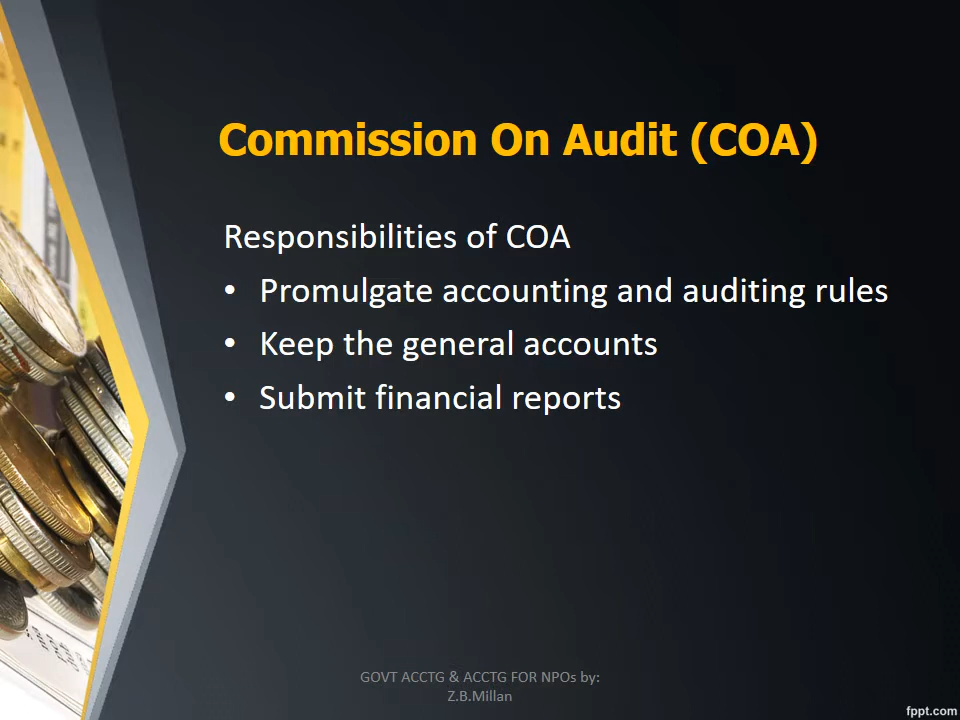 Commission On Audit (COA)
Responsibilities of COA
• Promulgate accounting and auditing rules
• Keep the general accounts
• Submit financial reports
GOVT ACCTG & ACCTG FOR NPOs by:
Z.B.Millan
fppt.com